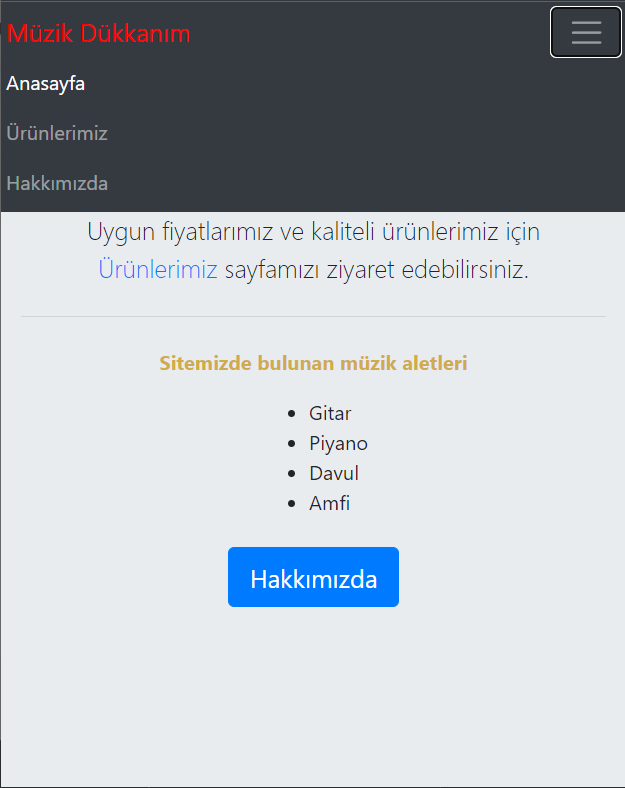 Müzik Dükkanım
Anasayfa
Ürünlerimiz
Hakkımızda
Uygun fiyatlarımız ve kaliteli ürünlerimiz için
Ürünlerimiz sayfamızı ziyaret edebilirsiniz.
Sitemizde bulunan müzik aletleri
Gitar
Piyano
Davul
Amfi
Hakkımızda